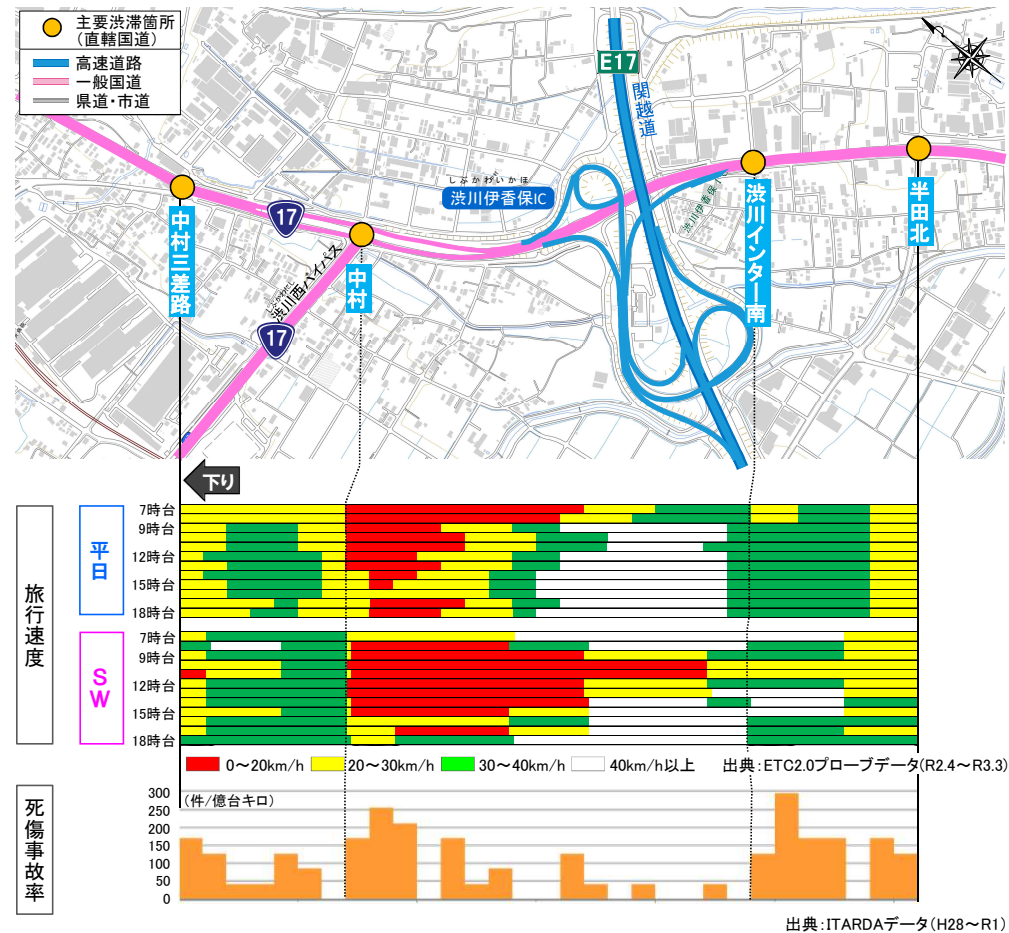 主要渋滞箇所
(直轄国道)
高速道路
一般国道
県道・市道
E17
関越道
しぶかわいかほ
渋川伊香保IC
渋川伊香保
17
17
渋川西バイパス
中村三差路
中村
渋川インター南
半田北
下り
旅行速度
平日
7時台
9時台
12時台
15時台
18時台
SW
7時台
9時台
12時台
15時台
18時台
0～20km/h
20～30km/h
30～40km/h
40km/h以上
出典：ETC2.0プローブデータ(R2.4～R3.3)
死傷事故率
(件/億台キロ)
300
250
200
150
100
50
0
出典：ITARDAデータ(H28～R1)